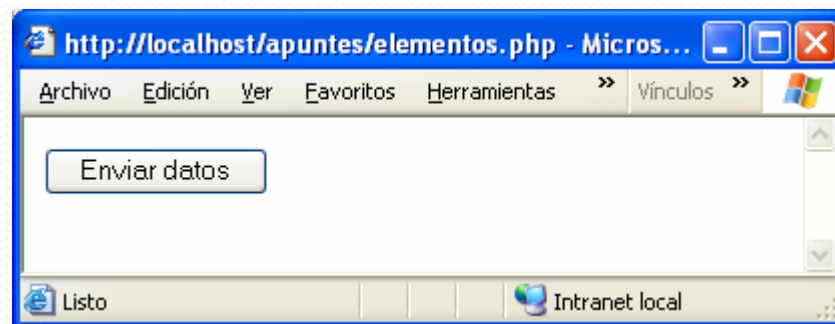 http://localhost/apuntes/elementos.php - Micros...
Archivo Edición Ver Favoritos Herramientas » Vínculos »
Enviar datos
Listo Intranet local